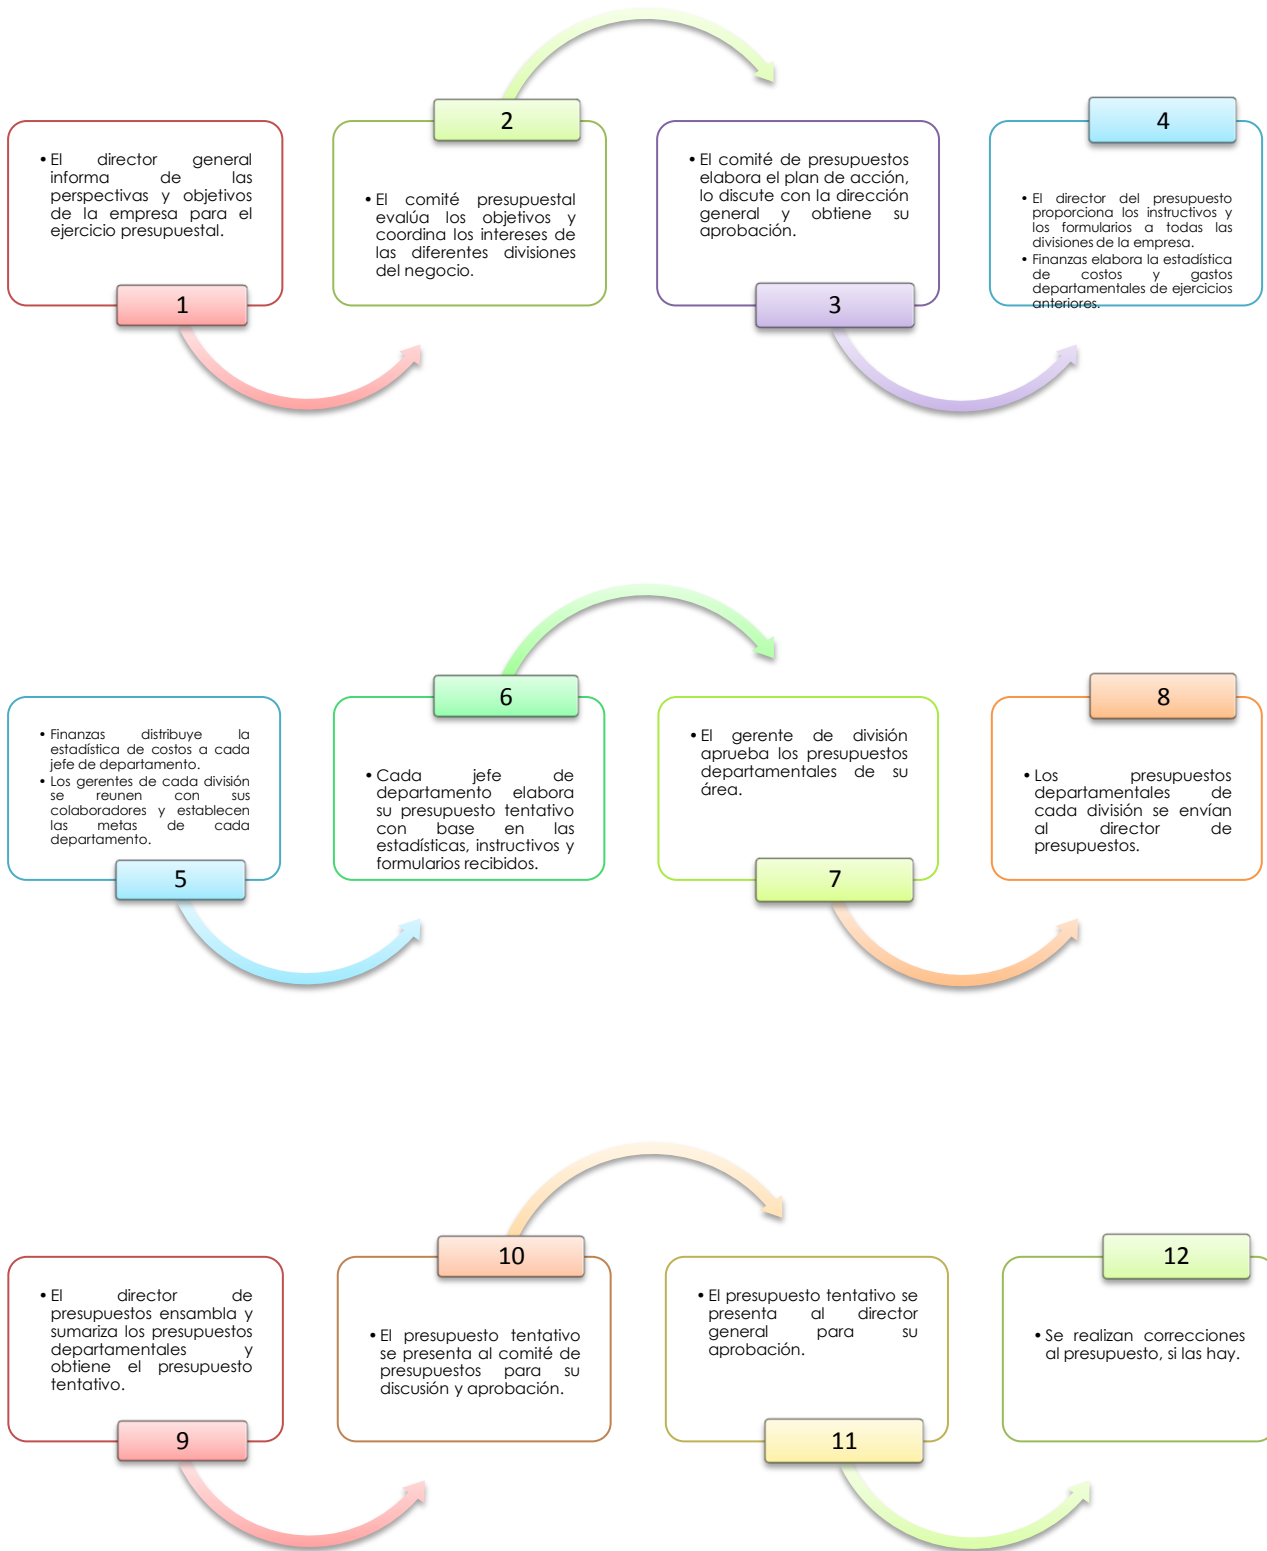 • El director general
informa de las
perspectivas y objetivos
de la empresa para el
ejercicio presupuestal.
1
2
• El comité presupuestal
evalúa los objetivos y
coordina los intereses de
las diferentes divisiones
del negocio.
• El comité de presupuestos
elabora el plan de acción,
lo discute con la dirección
general y obtiene su
aprobación.
3
4
• El director del presupuesto
proporciona los instructivos y
los formularios a todas las
divisiones de la empresa.
• Finanzas elabora la estadística
de costos y gastos
departamentales de ejercicios
anteriores.
• Finanzas distribuye la
estadística de costos a cada
jefe de departamento.
• Los gerentes de cada división
se reunen con sus
colaboradores y establecen
las metas de cada
departamento.
5
6
• Cada jefe de
departamento elabora
su presupuesto tentativo
con base en las
estadísticas, instructivos y
formularios recibidos.
• El gerente de división
aprueba los presupuestos
departamentales de su
área.
7
8
• Los presupuestos
departamentales de
cada división se envían
al director de
presupuestos.
• El director de
presupuestos ensambla y
sumariza los presupuestos
departamentales y
obtiene el presupuesto
tentativo.
9
10
• El presupuesto tentativo
se presenta al comité de
presupuestos para su
discusión y aprobación.
• El presupuesto tentativo se
presenta al director
general para su
aprobación.
11
12
• Se realizan correcciones
al presupuesto, si las hay.